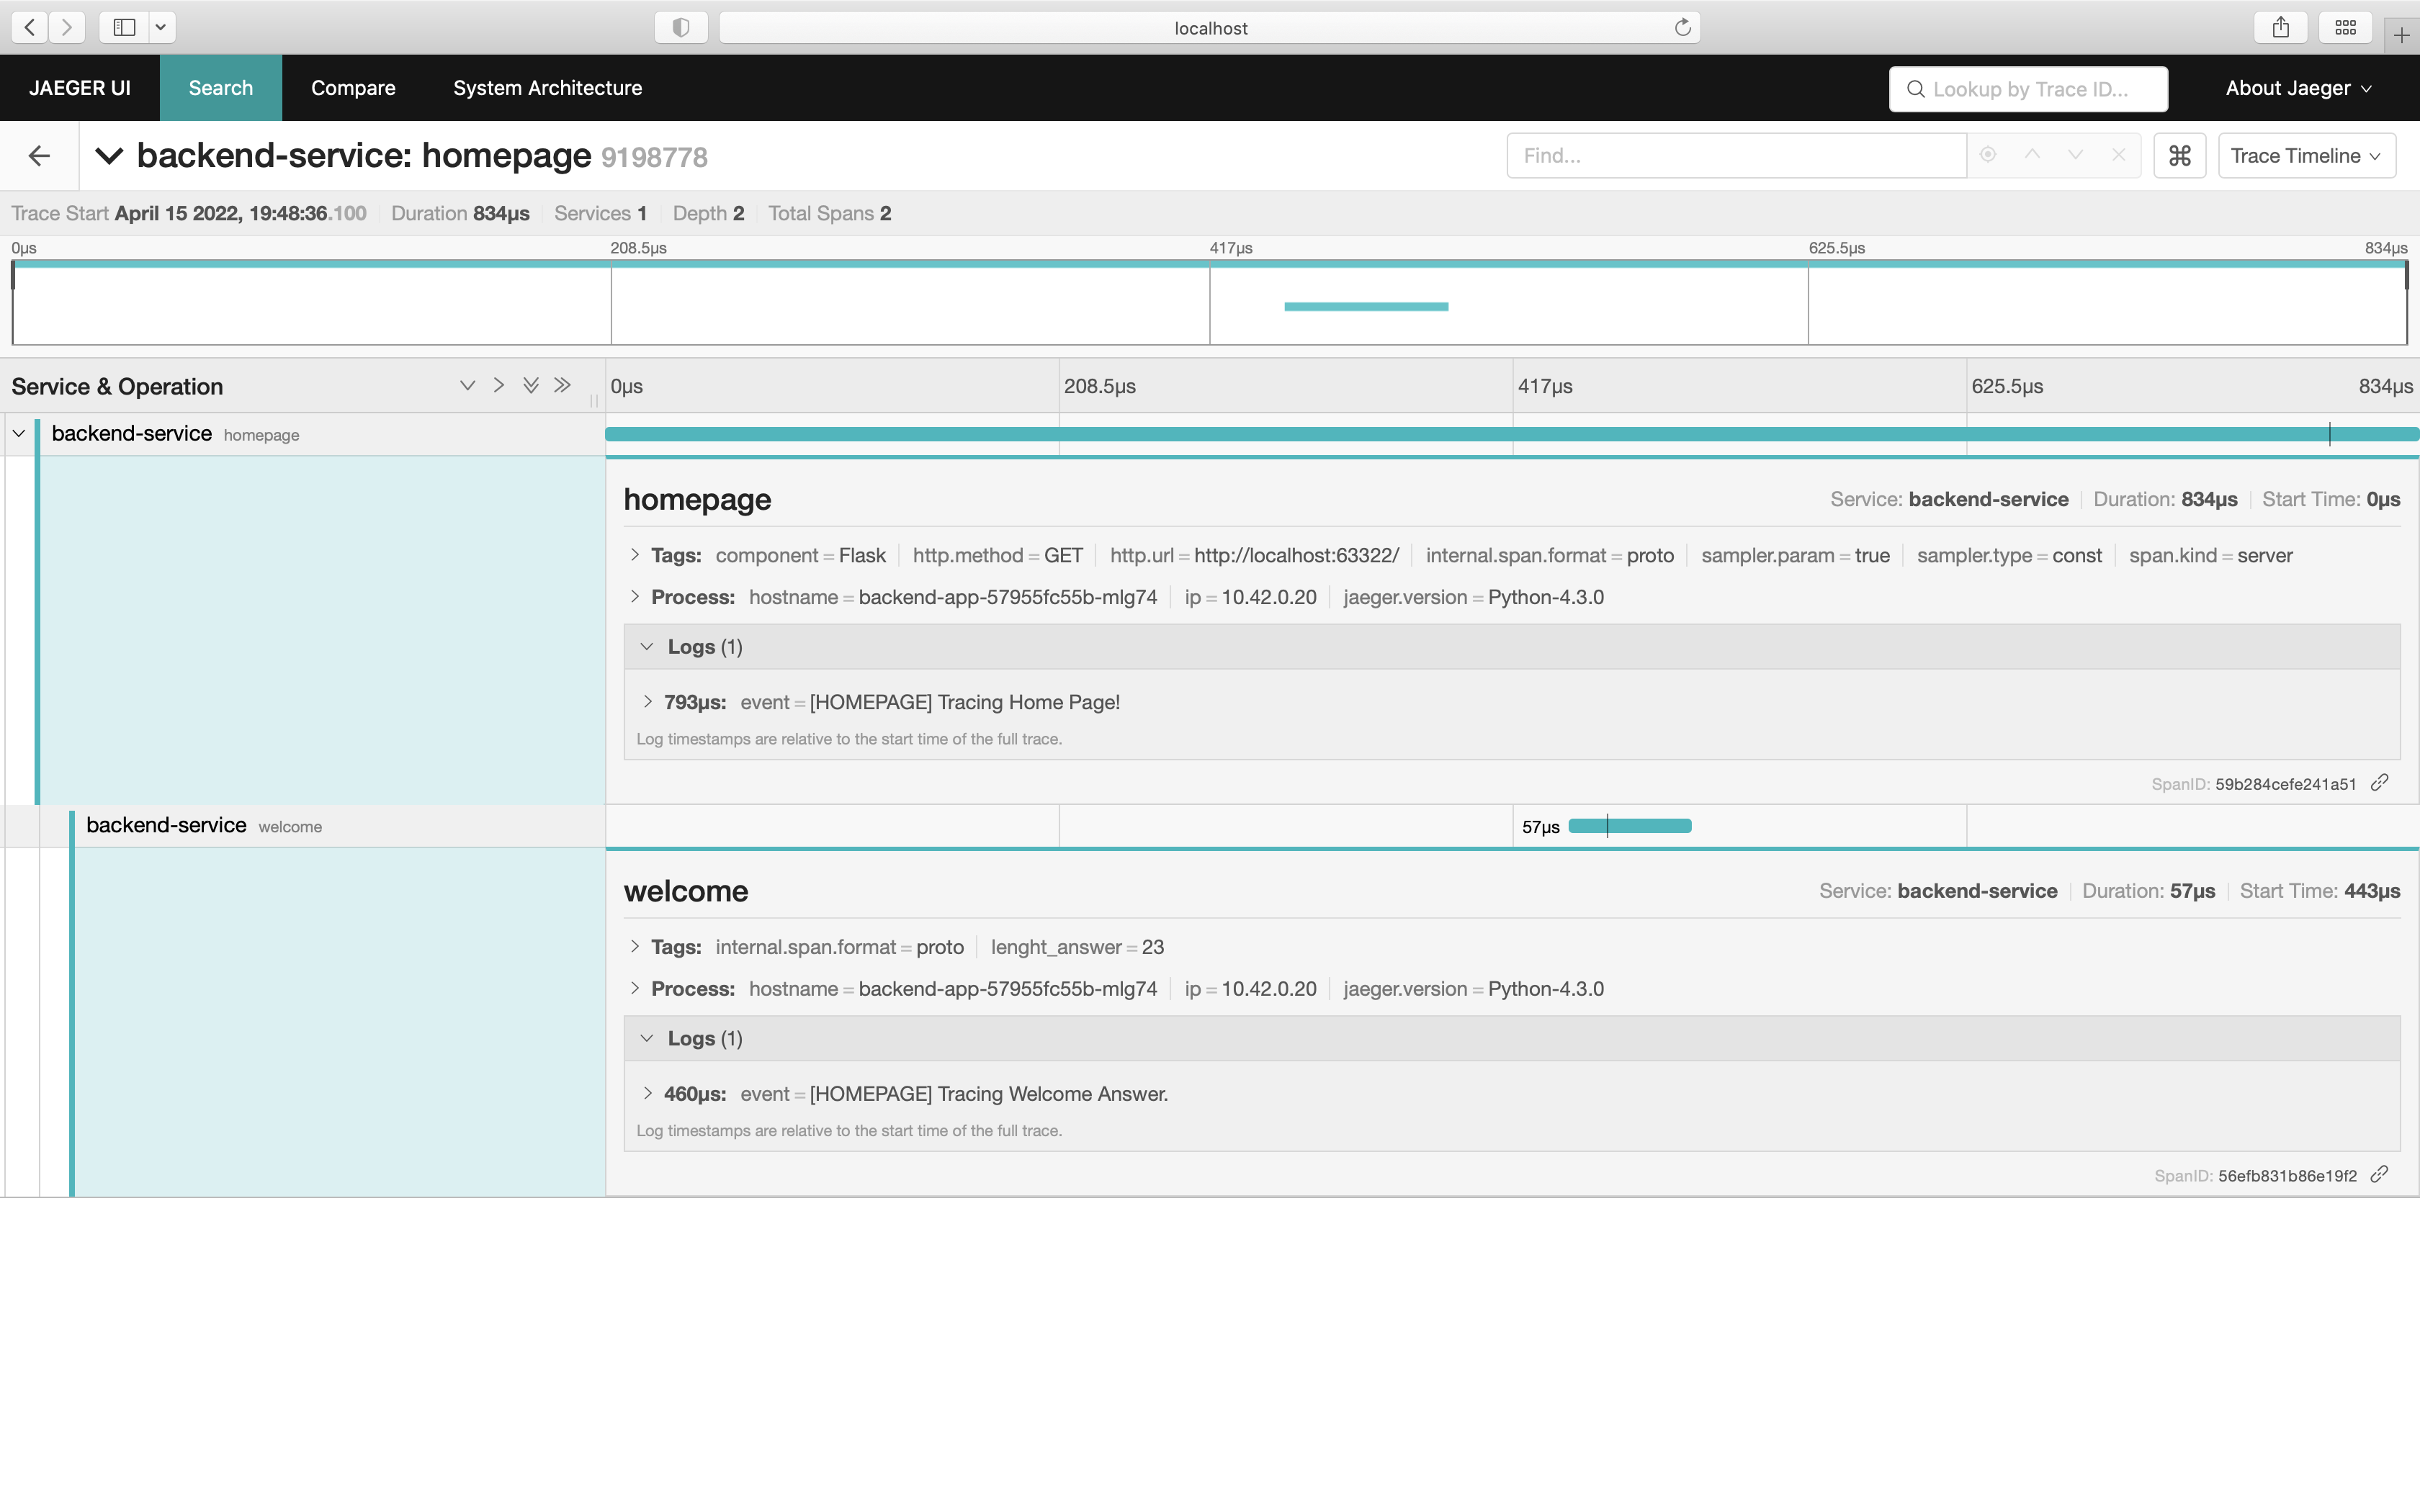 localhost
JAEGER UI Search Compare System Architecture Lookup by Trace ID... About Jaeger
backend-service: homepage 9198778 Find... ⌘ Trace Timeline
Trace Start April 15 2022, 19:48:36.100 Duration 834μs Services 1 Depth 2 Total Spans 2
0μs 208.5μs 417μs 625.5μs 834μs
Service & Operation 0μs 208.5μs 417μs 625.5μs 834μs
backend-service homepage
homepage Service: backend-service Duration: 834μs Start Time: 0μs
Tags: component = Flask http.method = GET http.url = http://localhost:63322/ internal.span.format = proto sampler.param = true sampler.type = const span.kind = server
Process: hostname = backend-app-57955fc55b-mlg74 ip = 10.42.0.20 jaeger.version = Python-4.3.0
Logs (1)
793μs: event = [HOMEPAGE] Tracing Home Page!
Log timestamps are relative to the start time of the full trace.
SpanID: 59b284cefe241a51
backend-service welcome 57μs
welcome Service: backend-service Duration: 57μs Start Time: 443μs
Tags: internal.span.format = proto lenght_answer = 23
Process: hostname = backend-app-57955fc55b-mlg74 ip = 10.42.0.20 jaeger.version = Python-4.3.0
Logs (1)
460μs: event = [HOMEPAGE] Tracing Welcome Answer.
Log timestamps are relative to the start time of the full trace.
SpanID: 56efb831b86e19f2